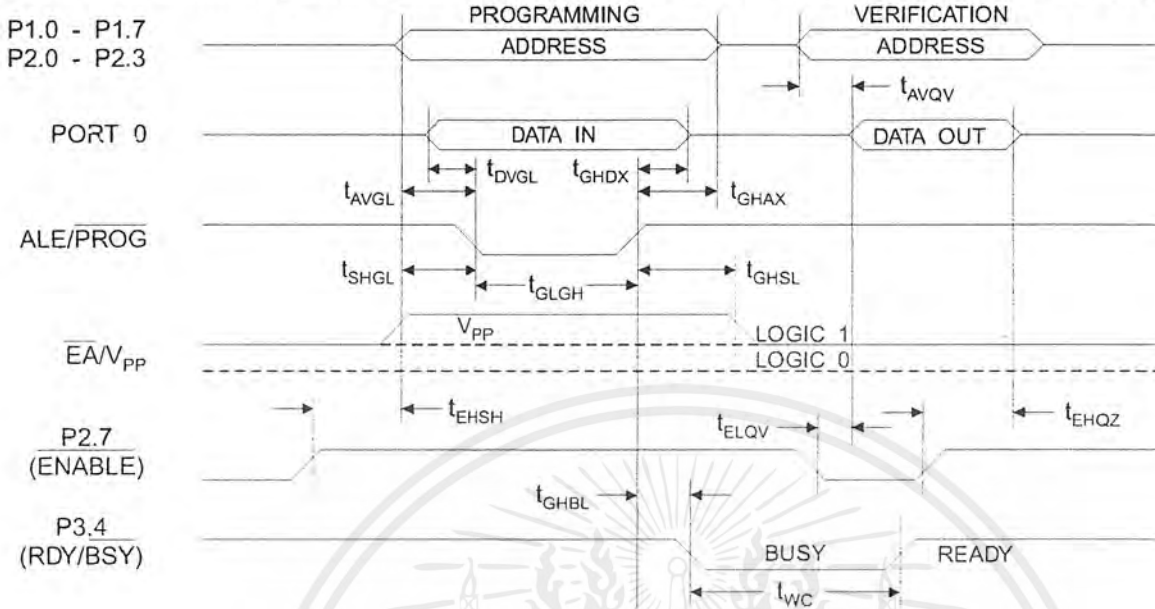 PROGRAMMING VERIFICATION
P1.0 - P1.7
P2.0 - P2.3
ADDRESS ADDRESS
tAVQV
PORT 0
DATA IN DATA OUT
tDVGL tGHDX
tAVGL tGHAX
ALE/PROG
tSHGL tGLGH tGHSL
VPP LOGIC 1
EA/VPP
LOGIC 0
tEHSH tELQV tEHQZ
P2.7
(ENABLE)
tGHBL
P3.4
(RDY/BSY)
BUSY READY
tWC